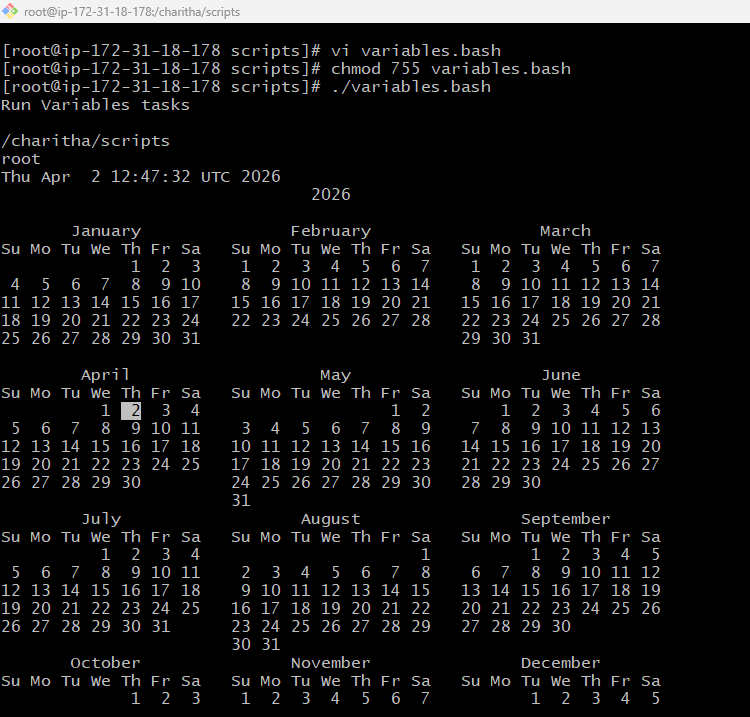 root@ip-172-31-18-178:/charitha/scripts
[root@ip-172-31-18-178 scripts]# vi variables.bash
[root@ip-172-31-18-178 scripts]# chmod 755 variables.bash
[root@ip-172-31-18-178 scripts]# ./variables.bash
Run Variables tasks

/charitha/scripts
root
Thu Apr  2 12:47:32 UTC 2026
                               2026

       January               February                 March
Su Mo Tu We Th Fr Sa   Su Mo Tu We Th Fr Sa   Su Mo Tu We Th Fr Sa
             1  2  3    1  2  3  4  5  6  7    1  2  3  4  5  6  7
 4  5  6  7  8  9 10    8  9 10 11 12 13 14    8  9 10 11 12 13 14
11 12 13 14 15 16 17   15 16 17 18 19 20 21   15 16 17 18 19 20 21
18 19 20 21 22 23 24   22 23 24 25 26 27 28   22 23 24 25 26 27 28
25 26 27 28 29 30 31                          29 30 31

        April                   May                   June
Su Mo Tu We Th Fr Sa   Su Mo Tu We Th Fr Sa   Su Mo Tu We Th Fr Sa
          1  2  3  4                   1  2       1  2  3  4  5  6
 5  6  7  8  9 10 11    3  4  5  6  7  8  9    7  8  9 10 11 12 13
12 13 14 15 16 17 18   10 11 12 13 14 15 16   14 15 16 17 18 19 20
19 20 21 22 23 24 25   17 18 19 20 21 22 23   21 22 23 24 25 26 27
26 27 28 29 30         24 25 26 27 28 29 30   28 29 30
                       31
        July                  August                September
Su Mo Tu We Th Fr Sa   Su Mo Tu We Th Fr Sa   Su Mo Tu We Th Fr Sa
          1  2  3  4                      1          1  2  3  4  5
 5  6  7  8  9 10 11    2  3  4  5  6  7  8    6  7  8  9 10 11 12
12 13 14 15 16 17 18    9 10 11 12 13 14 15   13 14 15 16 17 18 19
19 20 21 22 23 24 25   16 17 18 19 20 21 22   20 21 22 23 24 25 26
26 27 28 29 30 31      23 24 25 26 27 28 29   27 28 29 30
                       30 31
       October               November               December
Su Mo Tu We Th Fr Sa   Su Mo Tu We Th Fr Sa   Su Mo Tu We Th Fr Sa
             1  2  3    1  2  3  4  5  6  7          1  2  3  4  5